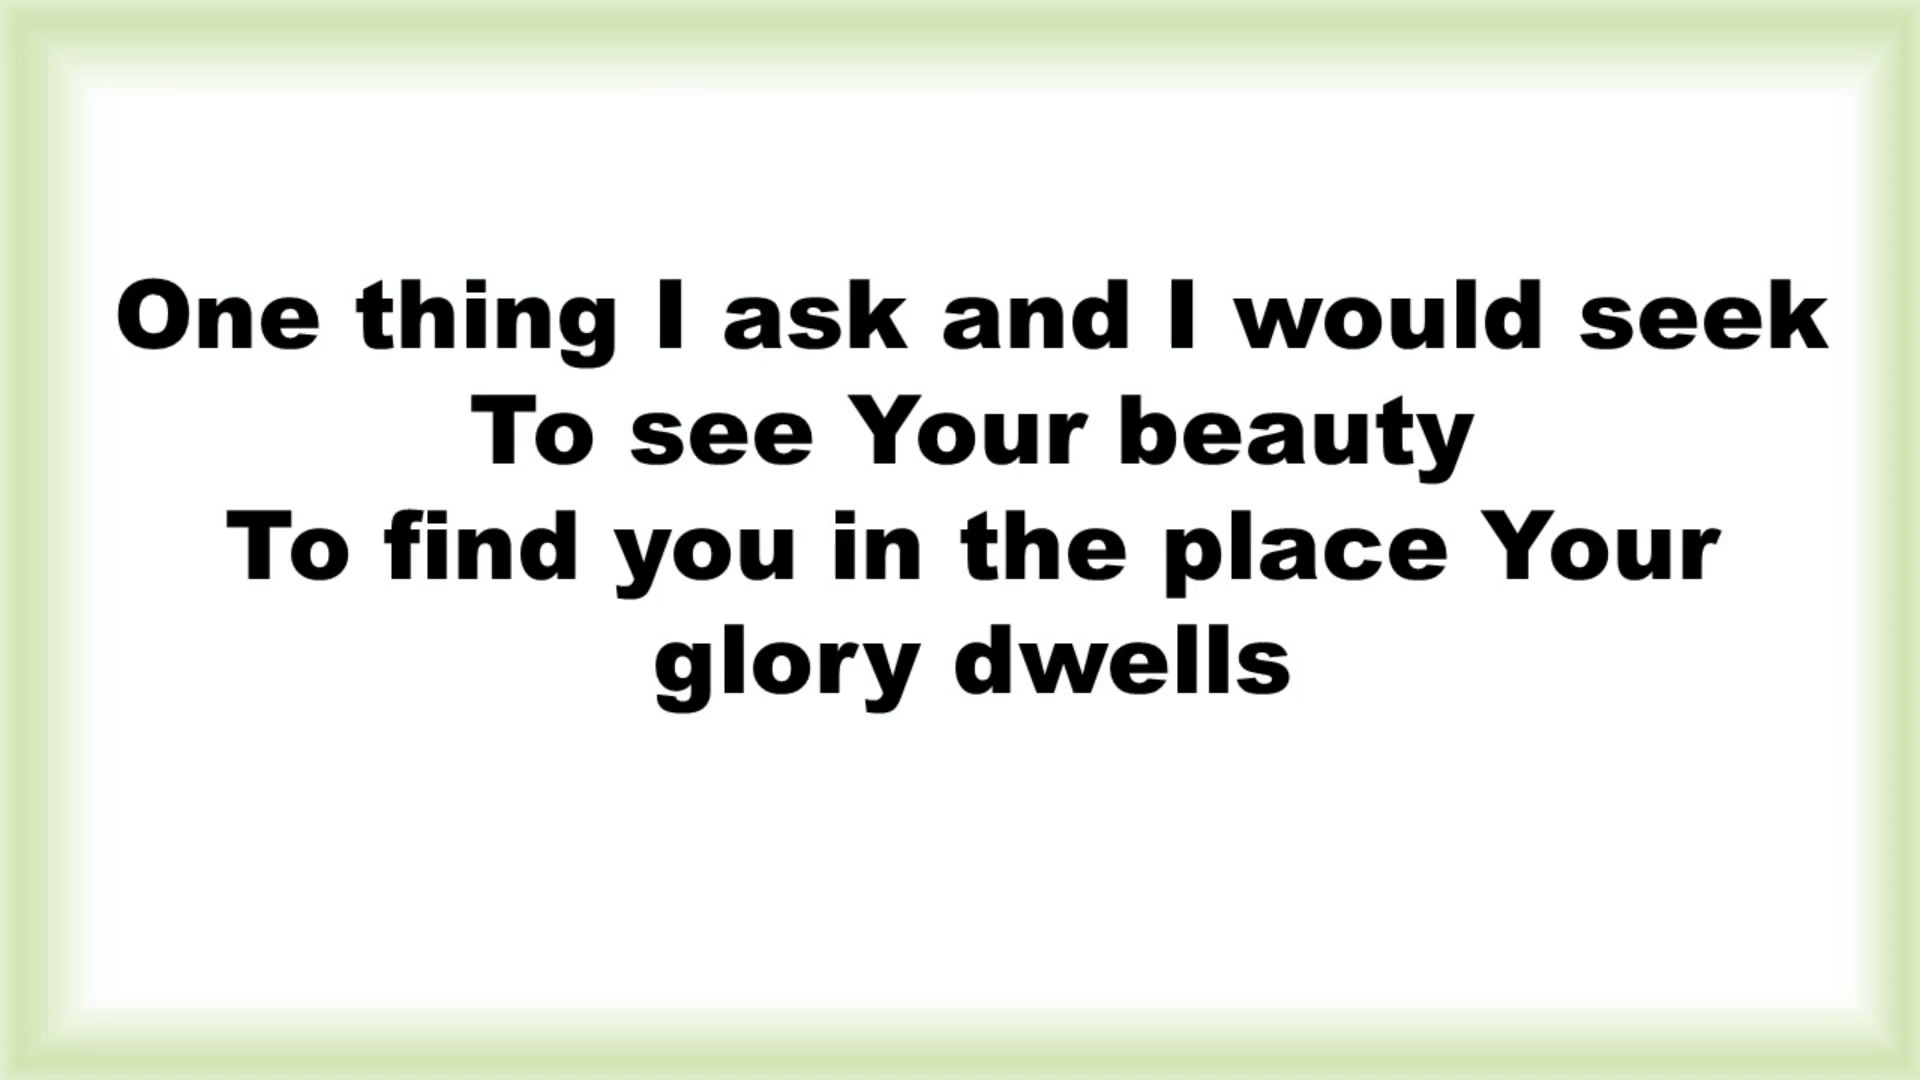 One thing I ask and I would seek
To see Your beauty
To find you in the place Your
glory dwells